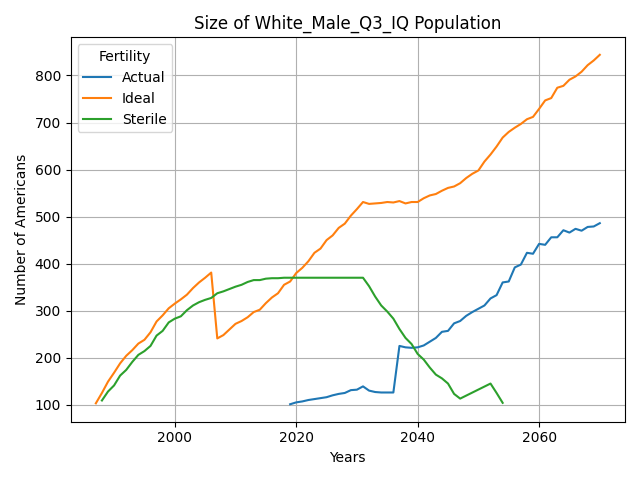 Size of White_Male_Q3_IQ Population
Fertility
Actual
Ideal
Sterile
Number of Americans
800
700
600
500
400
300
200
100
2000
2020
2040
2060
Years